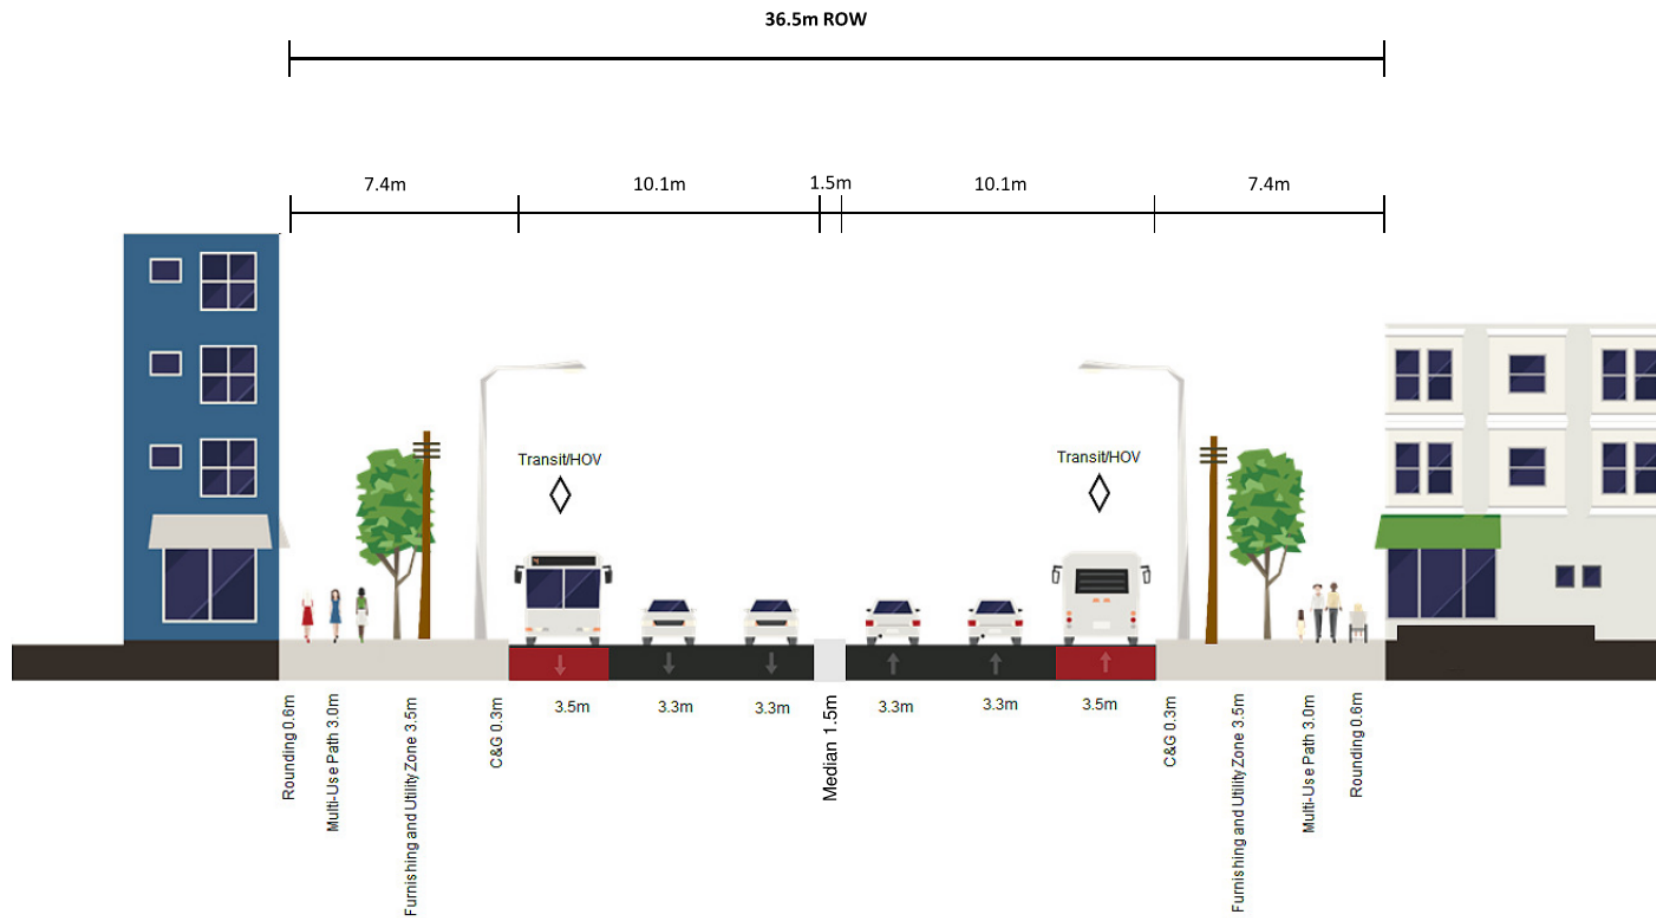 36.5m ROW
7.4m
10.1m
1.5m
10.1m
7.4m
Transit/HOV
Transit/HOV
Rounding 0.6m
Multi-Use Path 3.0m
Furnishing and Utility Zone 3.5m
C&G 0.3m
3.5m
3.3m
3.3m
Median 1.5m
3.3m
3.3m
3.5m
C&G 0.3m
Furnishing and Utility Zone 3.5m
Multi-Use Path 3.0m
Rounding 0.6m